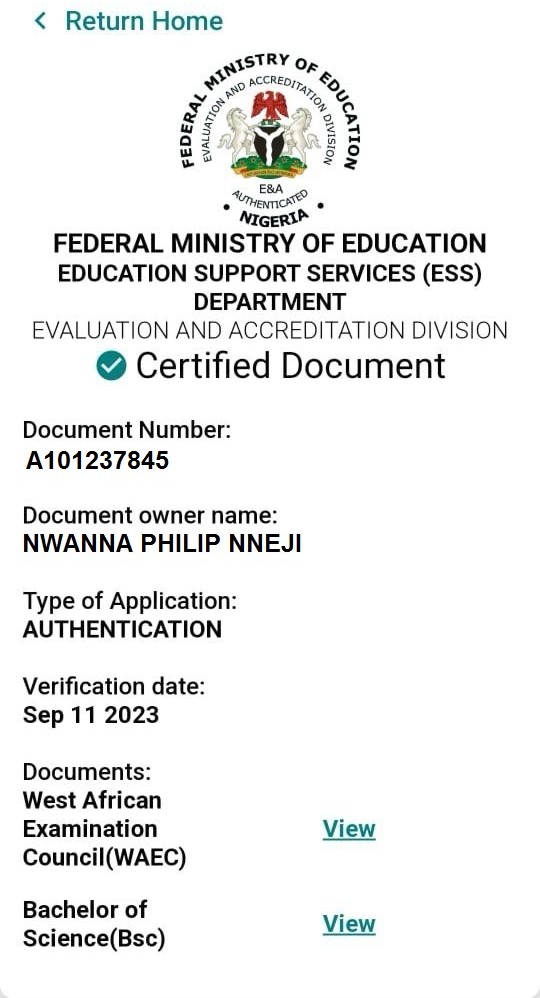 Return Home
FEDERAL MINISTRY OF EDUCATION
EVALUATION AND ACCREDITATION DIVISION
E&A
AUTHENTICATED
NIGERIA
FEDERAL MINISTRY OF EDUCATION
EDUCATION SUPPORT SERVICES (ESS)
DEPARTMENT
EVALUATION AND ACCREDITATION DIVISION
Certified Document
Document Number:
A101237845
Document owner name:
NWANNA PHILIP NNEJI
Type of Application:
AUTHENTICATION
Verification date:
Sep 11 2023
Documents:
West African
Examination
Council(WAEC)
View
Bachelor of
Science(Bsc)
View